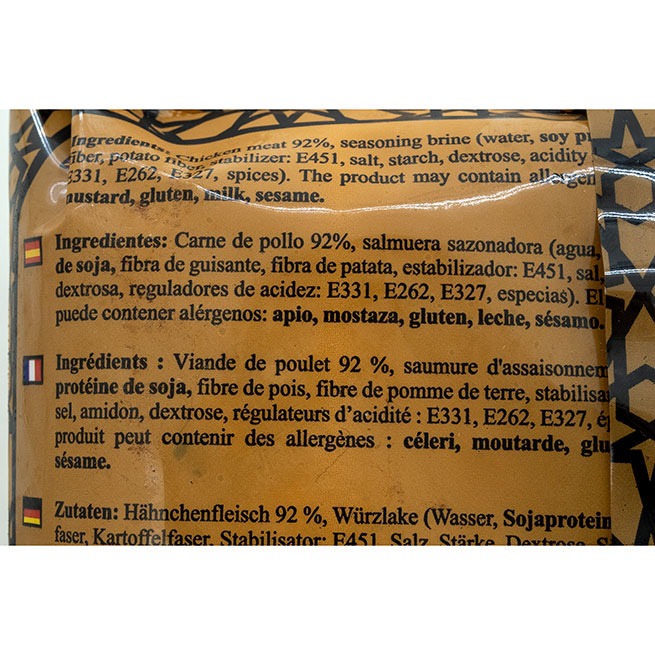 Ingredients: Chicken meat 92%, seasoning brine (water, soy
fiber, potato fiber, stabilizer: E451, salt, starch, dextrose, acidity
E331, E262, E327, spices). The product may contain allergen
mustard, gluten, milk, sesame.
Ingredientes: Carne de pollo 92%, salmuera sazonadora (agua,
de soja, fibra de guisante, fibra de patata, estabilizador: E451, sal,
dextrosa, reguladores de acidez: E331, E262, E327, especias). El
puede contener alérgenos: apio, mostaza, gluten, leche, sésamo.
Ingrédients : Viande de poulet 92 %, saumure d'assaisonnem
protéine de soja, fibre de pois, fibre de pomme de terre, stabilisa
sel, amidon, dextrose, régulateurs d'acidité : E331, E262, E327, ép
produit peut contenir des allergènes : céleri, moutarde, glu
sésame.
Zutaten: Hähnchenfleisch 92 %, Würzlake (Wasser, Sojaprotein
faser, Kartoffelfaser, Stabilisator: E451, Salz, Stärke, Dextrose,